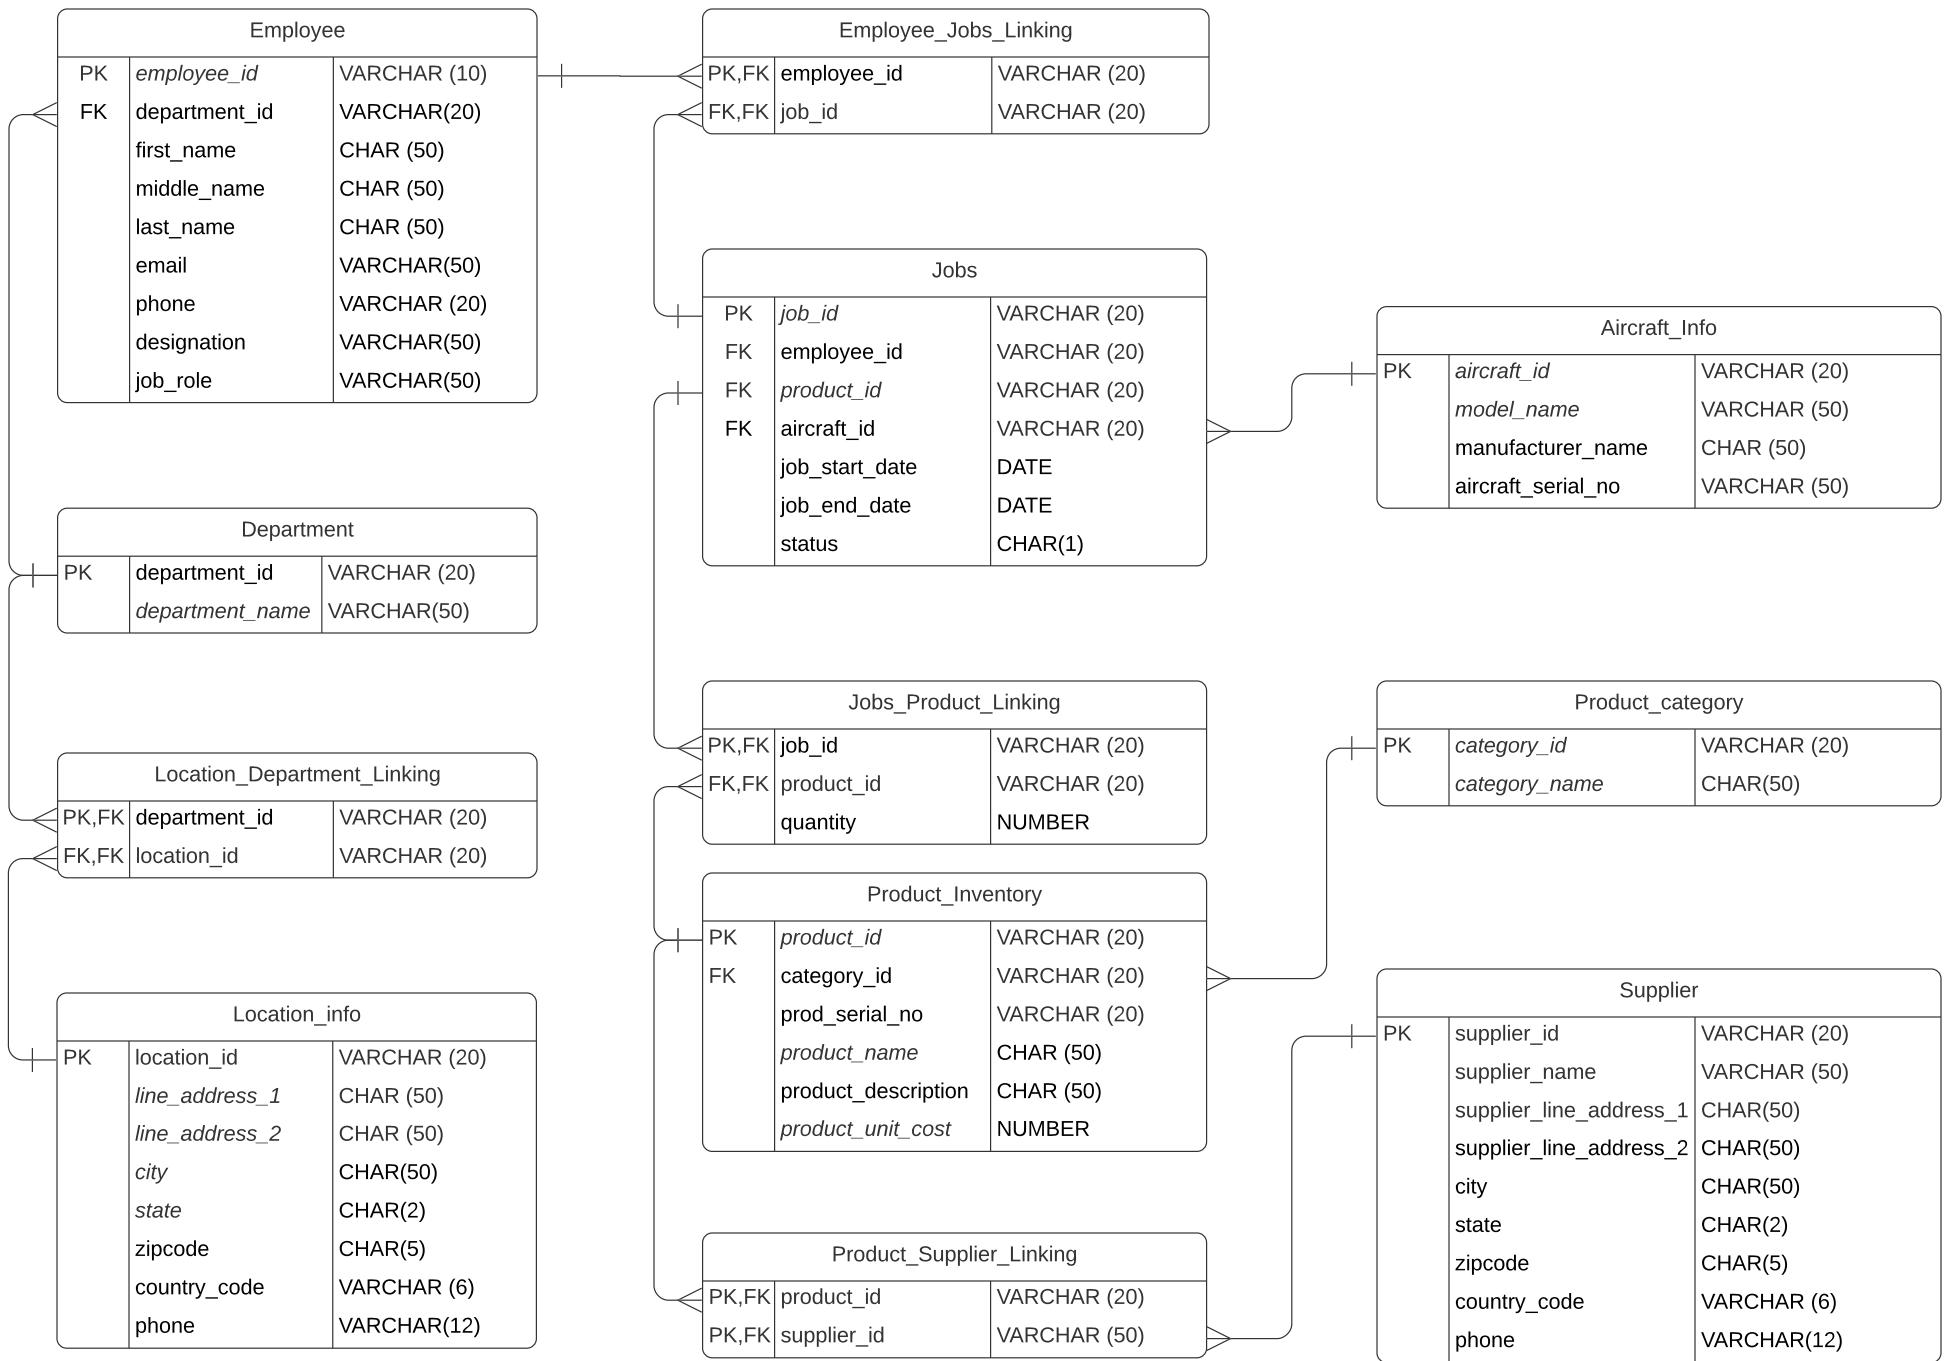 Employee
PK employee_id VARCHAR (10)
FK department_id VARCHAR(20)
first_name CHAR (50)
middle_name CHAR (50)
last_name CHAR (50)
email VARCHAR(50)
phone VARCHAR (20)
designation VARCHAR(50)
job_role VARCHAR(50)
Department
PK department_id VARCHAR (20)
department_name VARCHAR(50)
Location_Department_Linking
PK,FK department_id VARCHAR (20)
FK,FK location_id VARCHAR (20)
Location_info
PK location_id VARCHAR (20)
line_address_1 CHAR (50)
line_address_2 CHAR (50)
city CHAR(50)
state CHAR(2)
zipcode CHAR(5)
country_code VARCHAR (6)
phone VARCHAR(12)
Employee_Jobs_Linking
PK,FK employee_id VARCHAR (20)
FK,FK job_id VARCHAR (20)
Jobs
PK job_id VARCHAR (20)
FK employee_id VARCHAR (20)
FK product_id VARCHAR (20)
FK aircraft_id VARCHAR (20)
job_start_date DATE
job_end_date DATE
status CHAR(1)
Jobs_Product_Linking
PK,FK job_id VARCHAR (20)
FK,FK product_id VARCHAR (20)
quantity NUMBER
Product_Inventory
PK product_id VARCHAR (20)
FK category_id VARCHAR (20)
prod_serial_no VARCHAR (20)
product_name CHAR (50)
product_description CHAR (50)
product_unit_cost NUMBER
Product_Supplier_Linking
PK,FK product_id VARCHAR (20)
PK,FK supplier_id VARCHAR (50)
Aircraft_Info
PK aircraft_id VARCHAR (20)
model_name VARCHAR (50)
manufacturer_name CHAR (50)
aircraft_serial_no VARCHAR (50)
Product_category
PK category_id VARCHAR (20)
category_name CHAR(50)
Supplier
PK supplier_id VARCHAR (20)
supplier_name VARCHAR (50)
supplier_line_address_1 CHAR(50)
supplier_line_address_2 CHAR(50)
city CHAR(50)
state CHAR(2)
zipcode CHAR(5)
country_code VARCHAR (6)
phone VARCHAR(12)